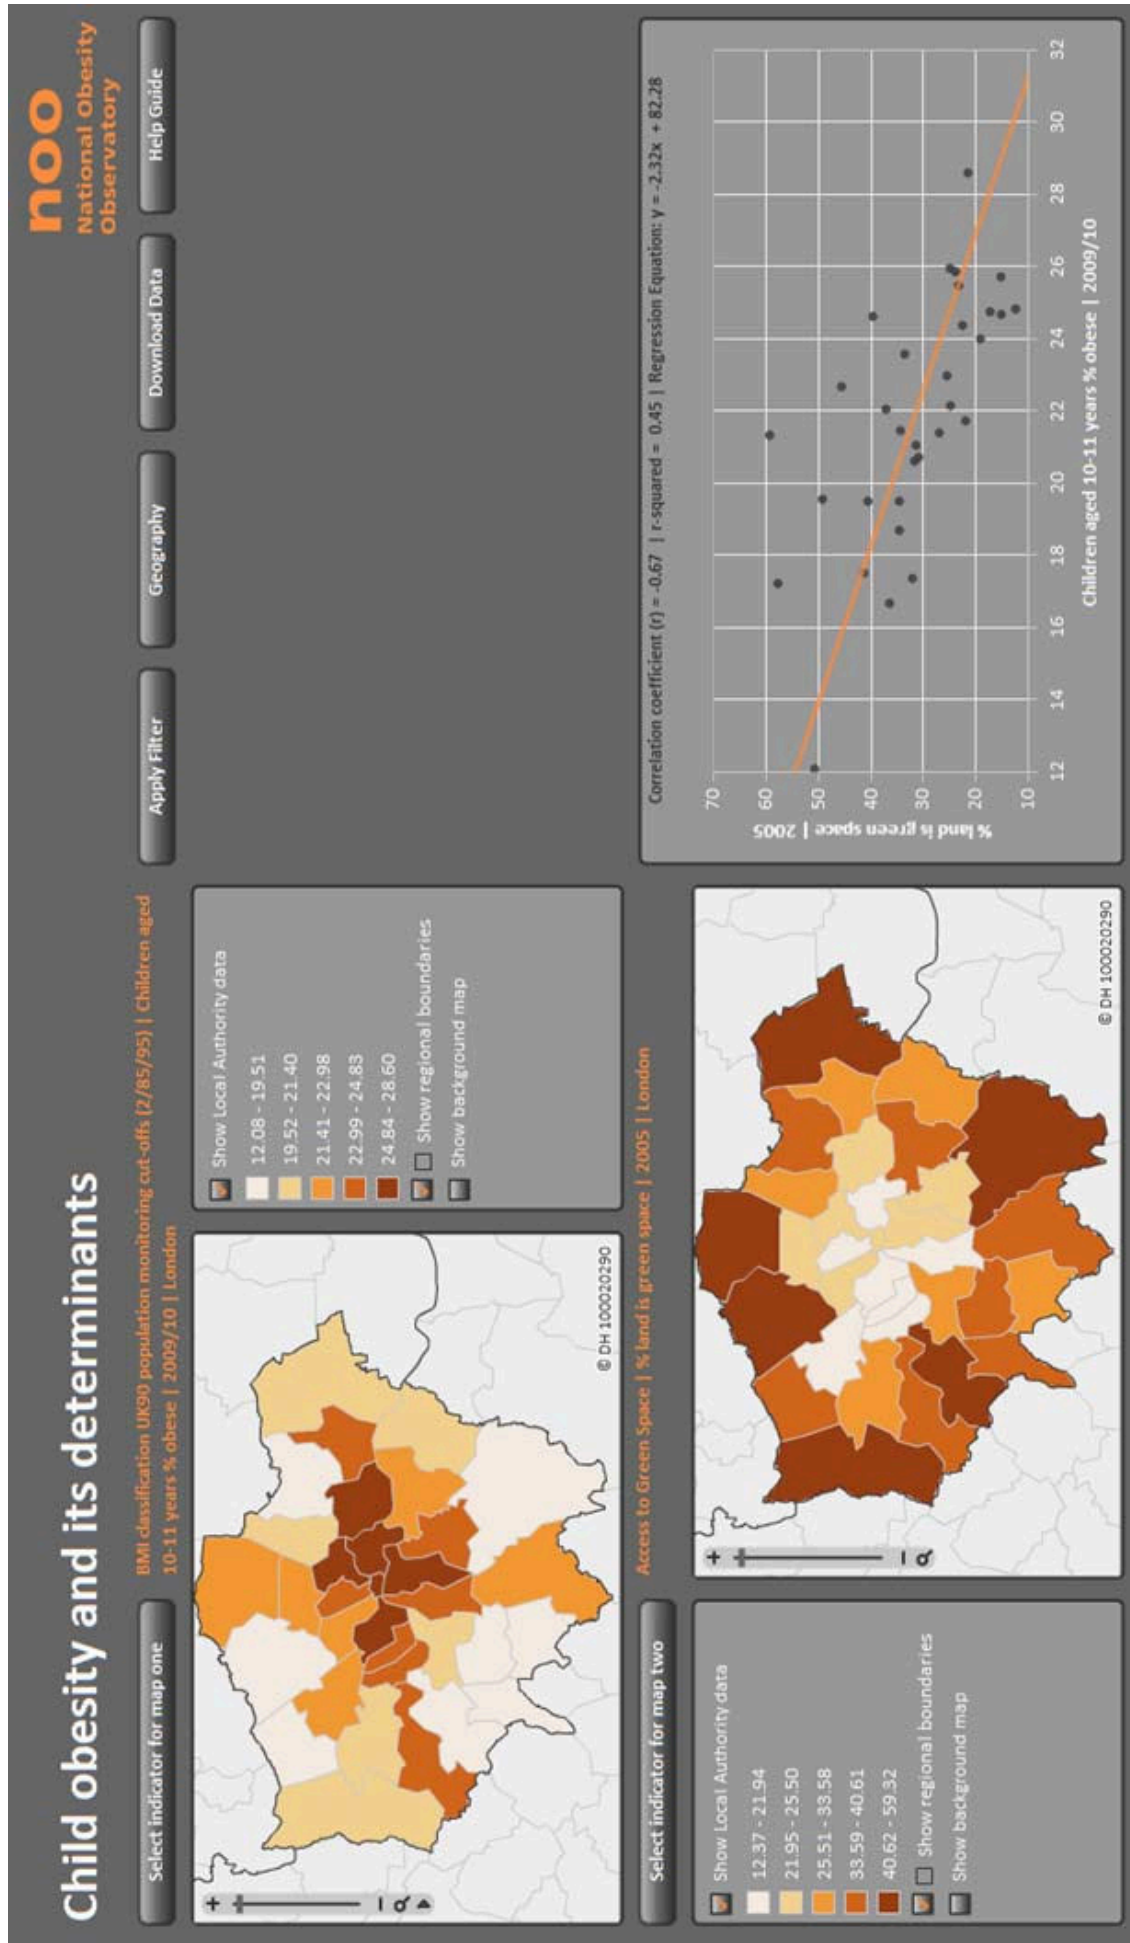 Child obesity and its determinants
noo
National Obesity
Observatory
Select indicator for map one
BMI classification UK90 population monitoring cut-offs (2/85/95) | Children aged
10-11 years % obese | 2009/10 | London
Apply Filter
Geography
Download Data
Help Guide
© DH 100020290
Show Local Authority data
12.08 - 19.51
19.52 - 21.40
21.41 - 22.98
22.99 - 24.83
24.84 - 28.60
Show regional boundaries
Show background map
Select indicator for map two
Access to Green Space | % land is green space | 2005 | London
Show Local Authority data
12.37 - 21.94
21.95 - 25.50
25.51 - 33.58
33.59 - 40.61
40.62 - 59.32
Show regional boundaries
Show background map
© DH 100020290
Correlation coefficient (r) = -0.67 | r-squared = 0.45 | Regression Equation: y = -2.32x + 82.28
% land is green space | 2005
70
60
50
40
30
20
10
12 14 16 18 20 22 24 26 28 30 32
Children aged 10-11 years % obese | 2009/10